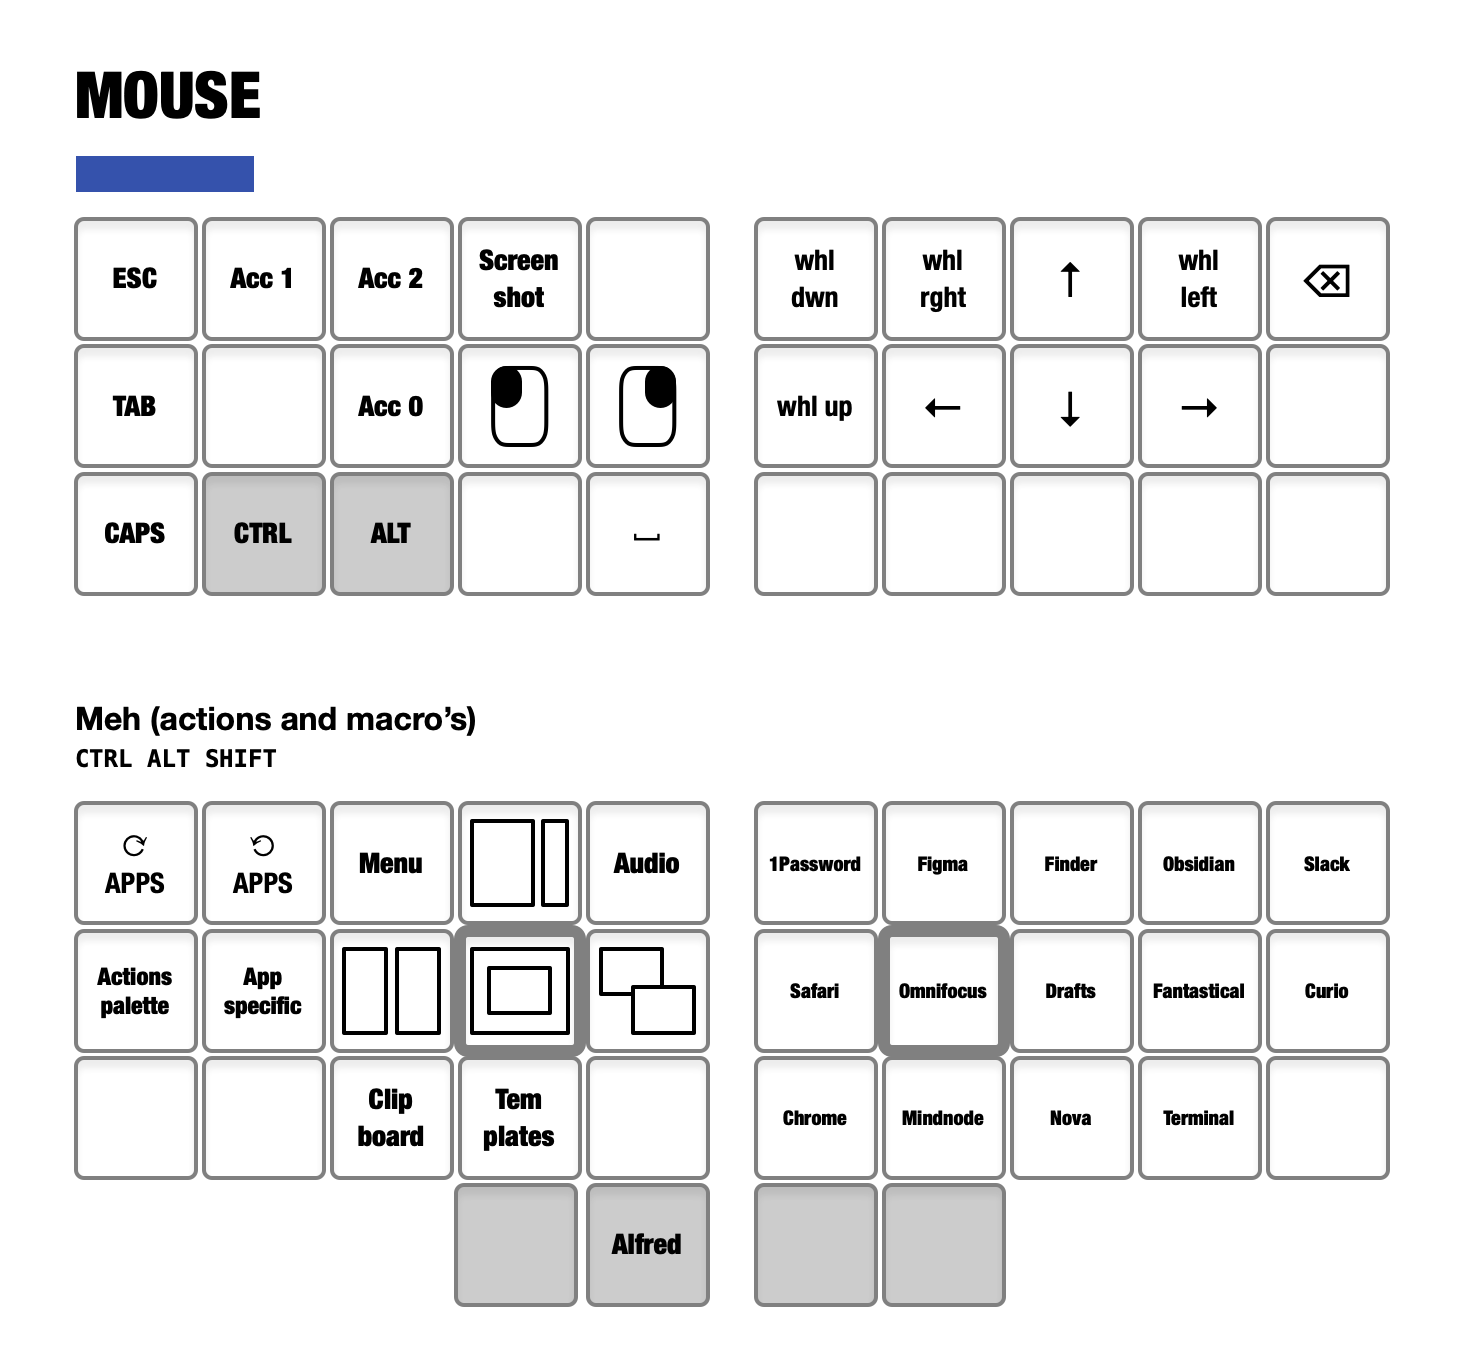 MOUSE
ESC
Acc 1
Acc 2
Screen
shot
whl
dwn
whl
rght
↑
whl
left
⌫
TAB
Acc 0
whl up
←
↓
→
CAPS
CTRL
ALT
⎵
Meh (actions and macro’s)
CTRL ALT SHIFT
⟳
APPS
⟲
APPS
Menu
Audio
1Password
Figma
Finder
Obsidian
Slack
Actions
palette
App
specific
Safari
Omnifocus
Drafts
Fantastical
Curio
Clip
board
Tem
plates
Chrome
Mindnode
Nova
Terminal
Alfred